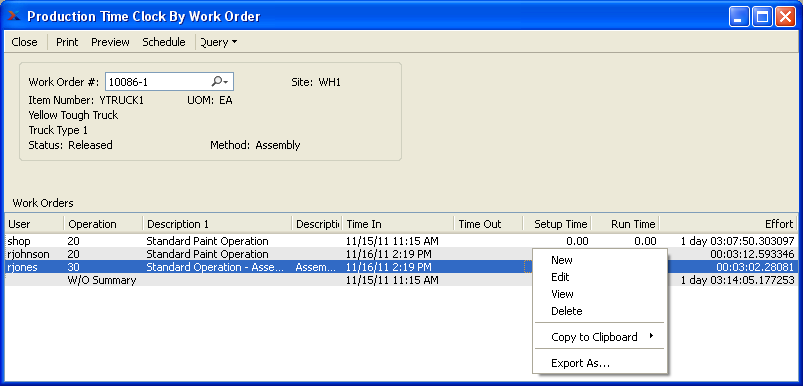 Production Time Clock By Work Order
Close Print Preview Schedule Query
Work Order #: 10086-1 Site: WH1
Item Number: YTRUCK1 UOM: EA
Yellow Tough Truck
Truck Type 1
Status: Released Method: Assembly
Work Orders
User Operation Description 1 Descripti Time In Time Out Setup Time Run Time Effort
shop 20 Standard Paint Operation 11/15/11 11:15 AM 0.00 0.00 1 day 03:07:50.303097
rjohnson 20 Standard Paint Operation 11/16/11 2:19 PM 00:03:12.593346
rjones 30 Standard Operation - Asse... Assem... 11/16/11 2:19 PM 00:03:02.28081
W/O Summary 11/15/11 11:15 AM 1 day 03:14:05.177253
New
Edit
View
Delete
Copy to Clipboard
Export As...